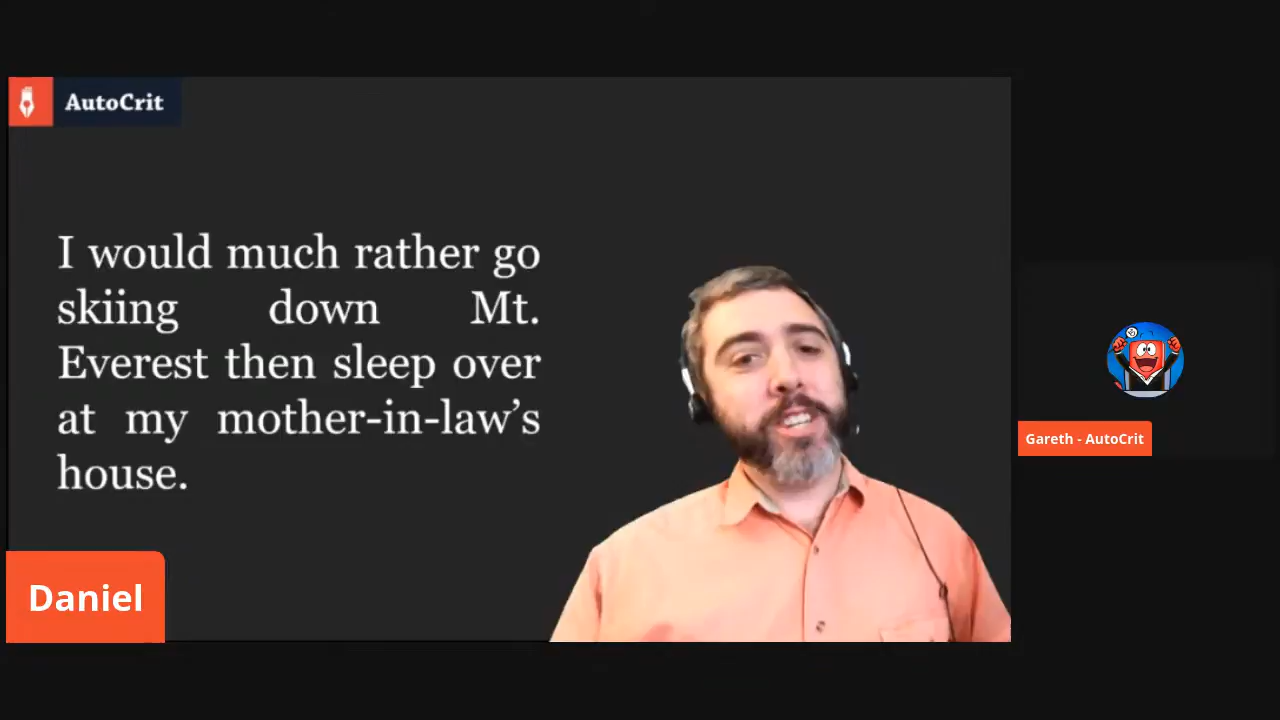 AutoCrit
I would much rather go
skiing down Mt.
Everest then sleep over
at my mother-in-law’s
house.
Daniel
Gareth - AutoCrit